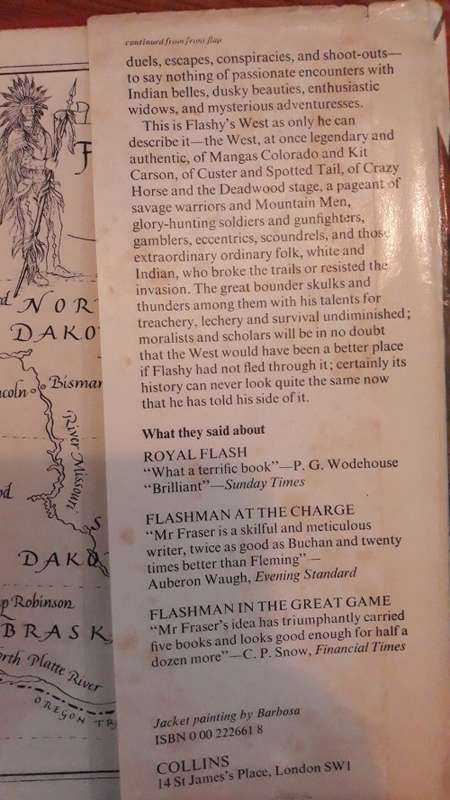 continued from front flap
duels, escapes, conspiracies, and shoot-outs—
to say nothing of passionate encounters with
Indian belles, dusky beauties, enthusiastic
widows, and mysterious adventuresses.
This is Flashy's West as only he can
describe it—the West, at once legendary and
authentic, of Mangas Colorado and Kit
Carson, of Custer and Spotted Tail, of Crazy
Horse and the Deadwood stage, a pageant of
savage warriors and Mountain Men,
glory-hunting soldiers and gunfighters,
gamblers, eccentrics, scoundrels, and those
extraordinary ordinary folk, white and
Indian, who broke the trails or resisted the
invasion. The great bounder skulks and
thunders among them with his talents for
treachery, lechery and survival undiminished;
moralists and scholars will be in no doubt
that the West would have been a better place
if Flashy had not fled through it; certainly its
history can never look quite the same now
that he has told his side of it.
What they said about
ROYAL FLASH
“What a terrific book”—P. G. Wodehouse
“Brilliant”—Sunday Times
FLASHMAN AT THE CHARGE
“Mr Fraser is a skilful and meticulous
writer, twice as good as Buchan and twenty
times better than Fleming”—
Auberon Waugh, Evening Standard
FLASHMAN IN THE GREAT GAME
“Mr Fraser's idea has triumphantly carried
five books and looks good enough for half a
dozen more”—C. P. Snow, Financial Times
Jacket painting by Barbosa
ISBN 0 00 222661 8
COLLINS
14 St James's Place, London SW1
NOR
DAKO
coln
Bismar
River Missour
DAKO
p Robinson
BRASK
orth Platte River
OREGON TR